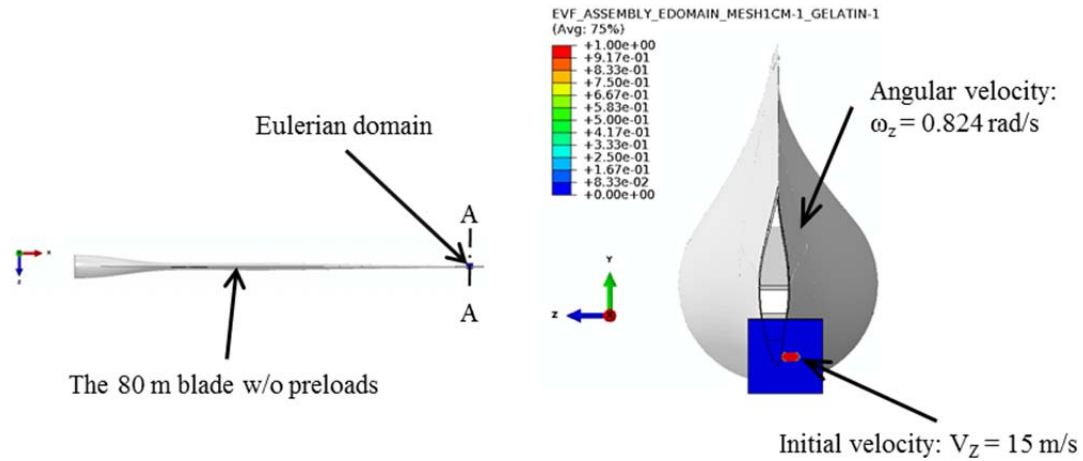 EVF_ASSEMBLY_EDOMAIN_MESH1CM-1_GELATIN-1
(Avg: 75%)
+1.00e+00
+9.17e-01
+8.33e-01
+7.50e-01
+6.67e-01
+5.83e-01
+5.00e-01
+4.17e-01
+3.33e-01
+2.50e-01
+1.67e-01
+8.33e-02
+0.00e+00
Angular velocity:
ω_z = 0.824 rad/s
Eulerian domain
A
X
Z
A
The 80 m blade w/o preloads
Y
Z
X
Initial velocity: V_Z = 15 m/s